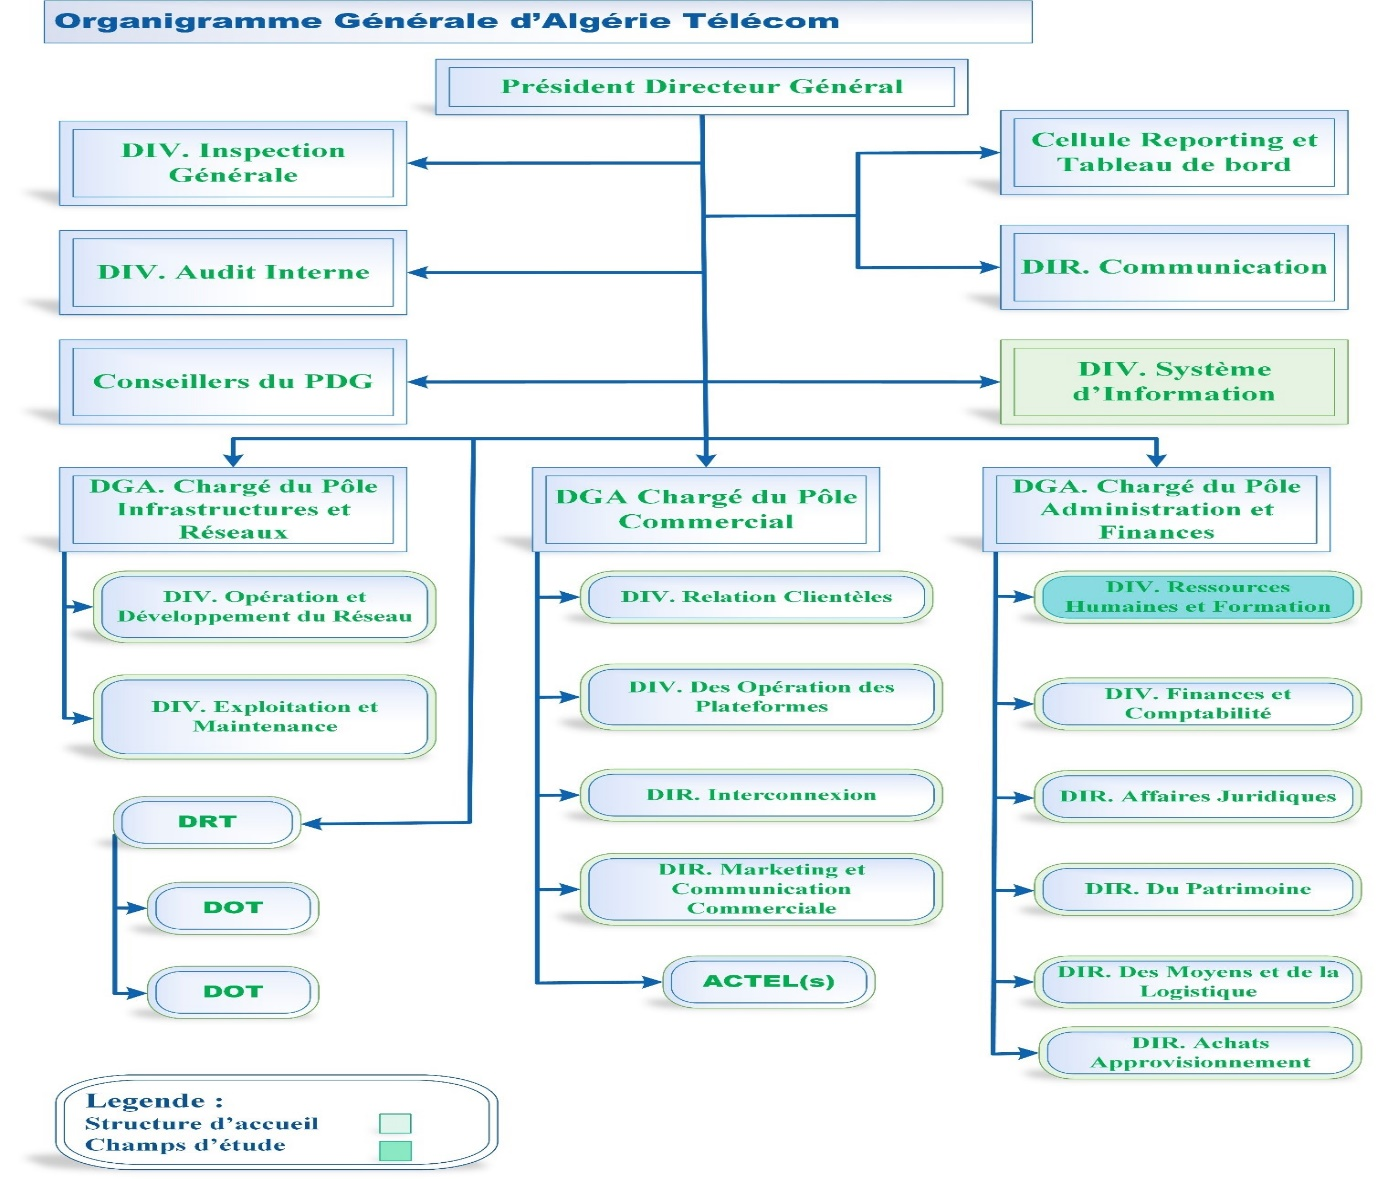 Organigramme Générale d'Algérie Télécom
Président Directeur Général
DIV. Inspection
Générale
Cellule Reporting et
Tableau de bord
DIV. Audit Interne
DIR. Communication
Conseillers du PDG
DIV. Système
d'Information
DGA. Chargé du Pôle
Infrastructures et
Réseaux
DGA Chargé du Pôle
Commercial
DGA. Chargé du Pôle
Administration et
Finances
DIV. Opération et
Développement du Réseau
DIV. Exploitation et
Maintenance
DRT
DOT
DOT
DIV. Relation Clientèles
DIV. Des Opération des
Plateformes
DIR. Interconnexion
DIR. Marketing et
Communication
Commerciale
ACTEL(s)
DIV. Ressources
Humaines et Formation
DIV. Finances et
Comptabilité
DIR. Affaires Juridiques
DIR. Du Patrimoine
DIR. Des Moyens et de la
Logistique
DIR. Achats
Approvisionnement
Legende :
Structure d'accueil
Champs d'étude